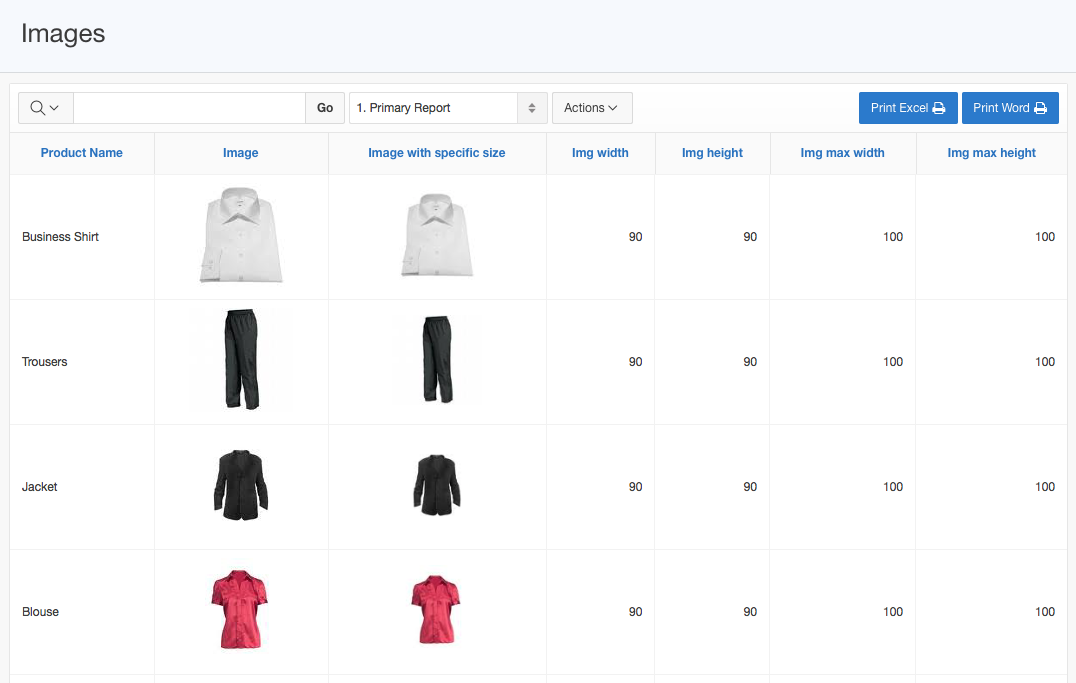 Images
Go 1. Primary Report Actions Print Excel Print Word
Product Name Image Image with specific size Img width Img height Img max width Img max height
Business Shirt 90 90 100 100
Trousers 90 90 100 100
Jacket 90 90 100 100
Blouse 90 90 100 100